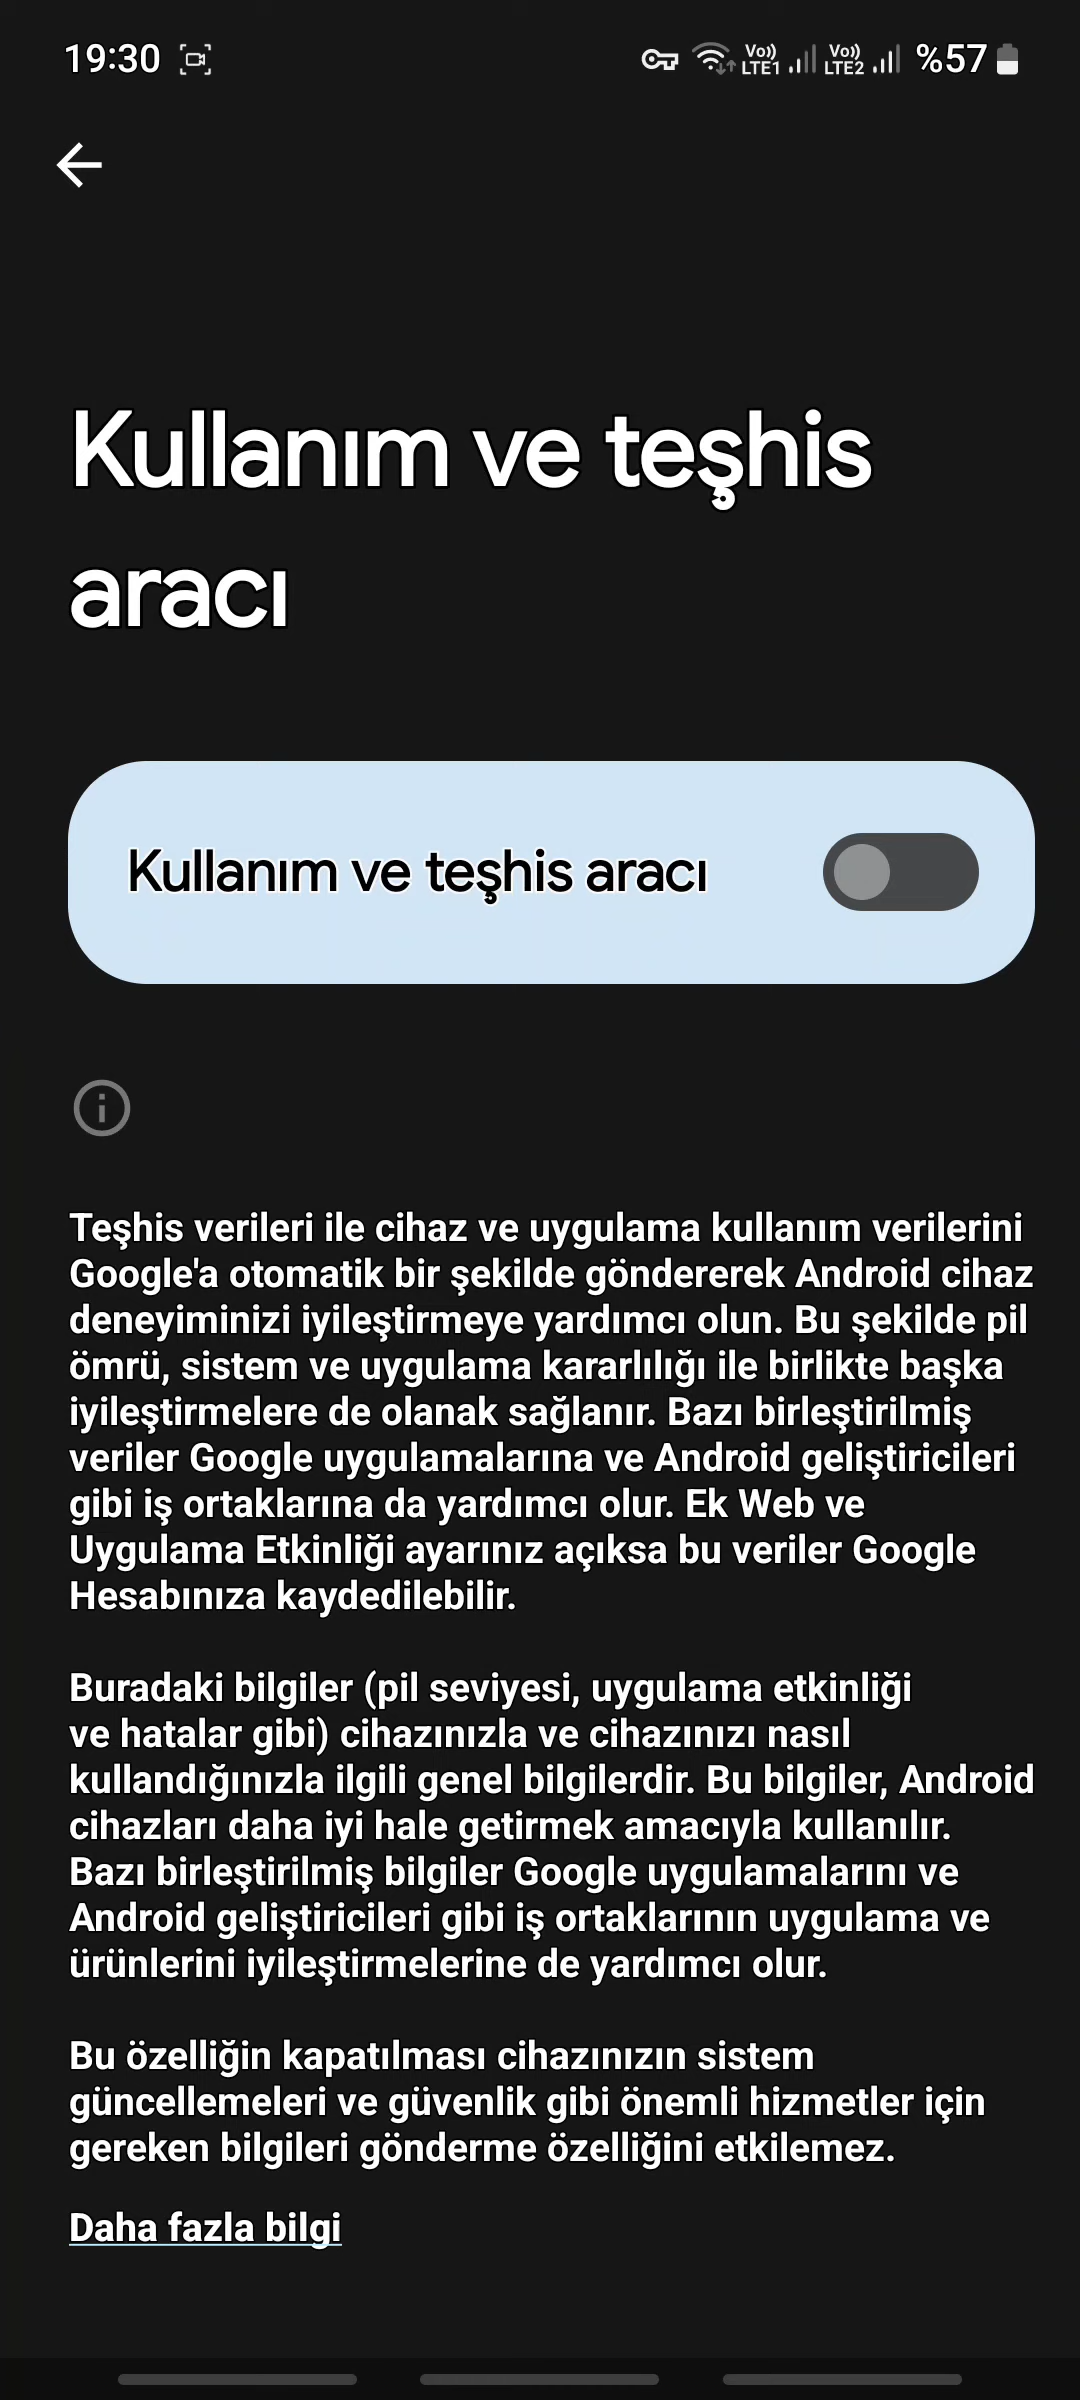 19:30 Vo)) LTE1 Vo)) LTE2 %57
Kullanım ve teşhis
aracı
Kullanım ve teşhis aracı
Teşhis verileri ile cihaz ve uygulama kullanım verilerini
Google'a otomatik bir şekilde göndererek Android cihaz
deneyiminizi iyileştirmeye yardımcı olun. Bu şekilde pil
ömrü, sistem ve uygulama kararlılığı ile birlikte başka
iyileştirmelere de olanak sağlanır. Bazı birleştirilmiş
veriler Google uygulamalarına ve Android geliştiricileri
gibi iş ortaklarına da yardımcı olur. Ek Web ve
Uygulama Etkinliği ayarınız açıksa bu veriler Google
Hesabınıza kaydedilebilir.
Buradaki bilgiler (pil seviyesi, uygulama etkinliği
ve hatalar gibi) cihazınızla ve cihazınızı nasıl
kullandığınızla ilgili genel bilgilerdir. Bu bilgiler, Android
cihazları daha iyi hale getirmek amacıyla kullanılır.
Bazı birleştirilmiş bilgiler Google uygulamalarını ve
Android geliştiricileri gibi iş ortaklarının uygulama ve
ürünlerini iyileştirmelerine de yardımcı olur.
Bu özelliğin kapatılması cihazınızın sistem
güncellemeleri ve güvenlik gibi önemli hizmetler için
gereken bilgileri gönderme özelliğini etkilemez.
Daha fazla bilgi